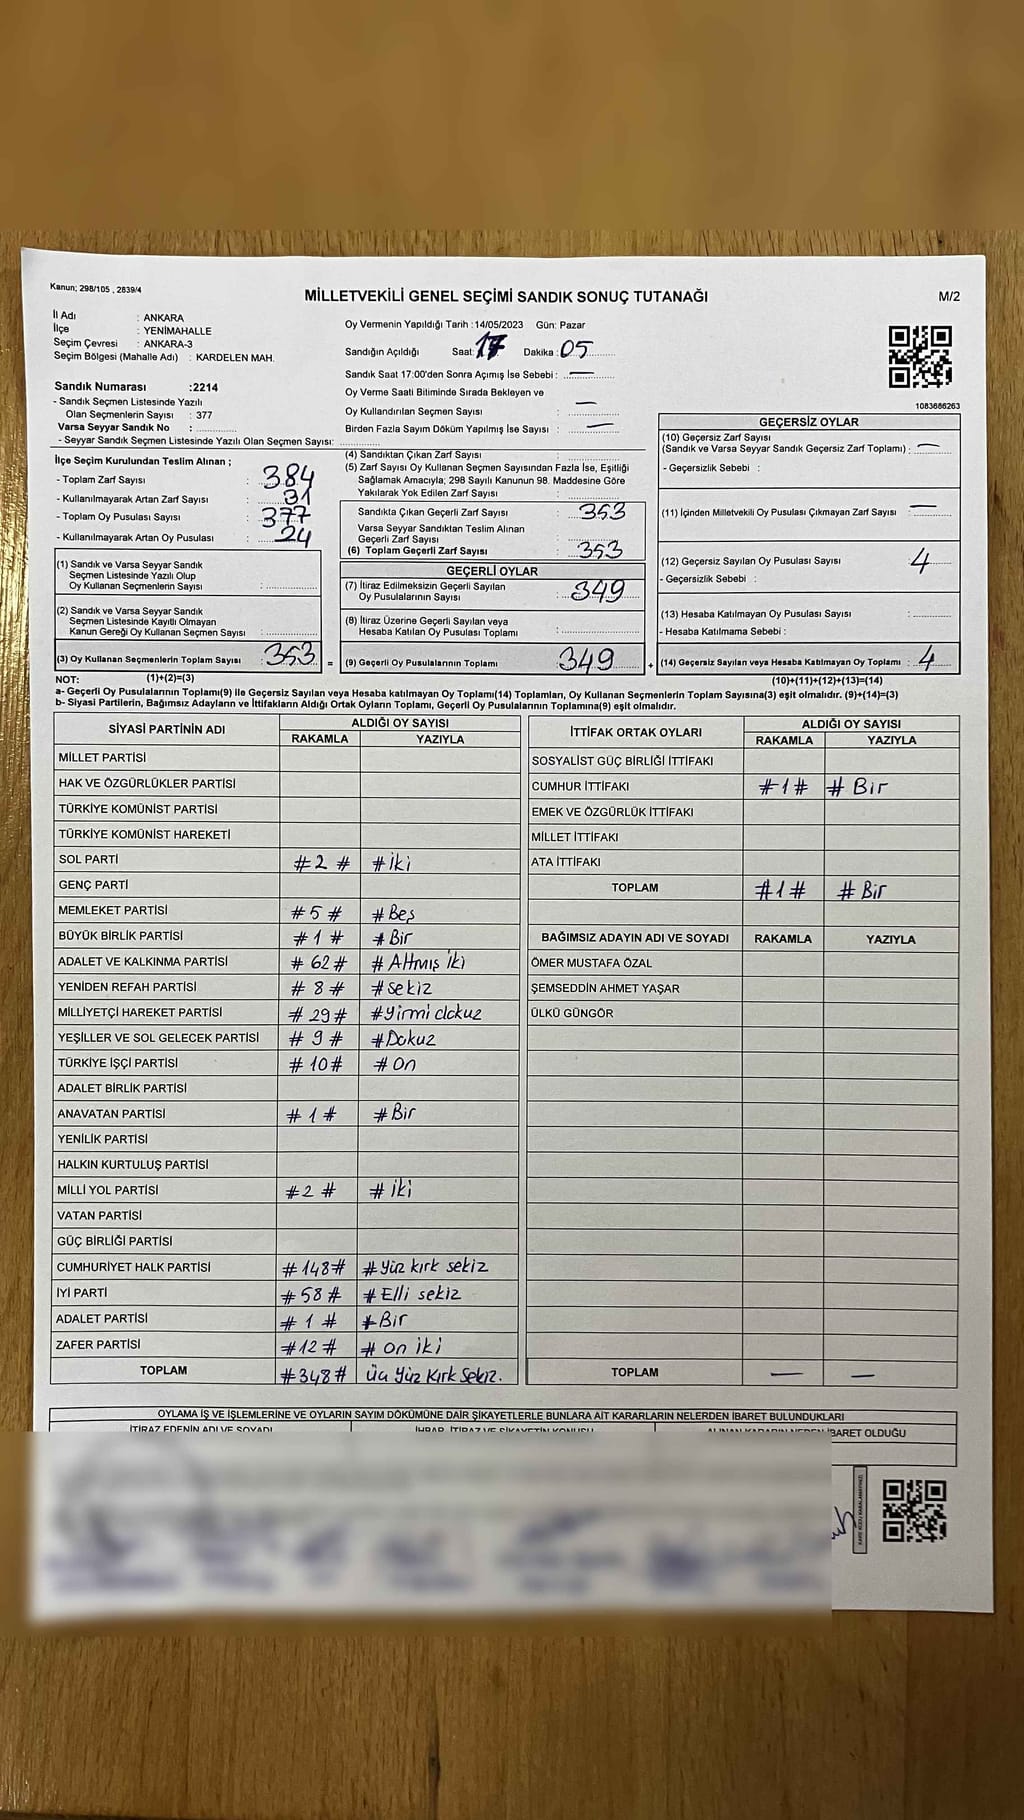 Kanun; 298/105 , 2839/4
MİLLETVEKİLİ GENEL SEÇİMİ SANDIK SONUÇ TUTANAĞI
M/2
İl Adı : ANKARA
İlçe : YENİMAHALLE
Seçim Çevresi : ANKARA-3
Seçim Bölgesi (Mahalle Adı) : KARDELEN MAH.
Oy Vermenin Yapıldığı Tarih :14/05/2023 Gün: Pazar
Sandığın Açıldığı Saat: 17 Dakika : 05
Sandık Saat 17:00'den Sonra Açımış İse Sebebi : —
Oy Verme Saati Bitiminde Sırada Bekleyen ve
Oy Kullandırılan Seçmen Sayısı : —
Birden Fazla Sayım Döküm Yapılmış İse Sayısı : —
Sandık Numarası :2214
- Sandık Seçmen Listesinde Yazılı
Olan Seçmenlerin Sayısı : 377
Varsa Seyyar Sandık No :
- Seyyar Sandık Seçmen Listesinde Yazılı Olan Seçmen Sayısı:
1083686263
İlçe Seçim Kurulundan Teslim Alınan ;
- Toplam Zarf Sayısı : 384
- Kullanılmayarak Artan Zarf Sayısı : 31
- Toplam Oy Pusulası Sayısı : 377
- Kullanılmayarak Artan Oy Pusulası : 24
(1) Sandık ve Varsa Seyyar Sandık
Seçmen Listesinde Yazılı Olup
Oy Kullanan Seçmenlerin Sayısı :
(2) Sandık ve Varsa Seyyar Sandık
Seçmen Listesinde Kayıtlı Olmayan
Kanun Gereği Oy Kullanan Seçmen Sayısı :
(3) Oy Kullanan Seçmenlerin Toplam Sayısı : 353 =
(1)+(2)=(3)
(4) Sandıktan Çıkan Zarf Sayısı :
(5) Zarf Sayısı Oy Kullanan Seçmen Sayısından Fazla İse, Eşitliği
Sağlamak Amacıyla; 298 Sayılı Kanunun 98. Maddesine Göre
Yakılarak Yok Edilen Zarf Sayısı :
Sandıkta Çıkan Geçerli Zarf Sayısı : 353
Varsa Seyyar Sandıktan Teslim Alınan
Geçerli Zarf Sayısı :
(6) Toplam Geçerli Zarf Sayısı : 353
GEÇERLİ OYLAR
(7) İtiraz Edilmeksizin Geçerli Sayılan
Oy Pusulalarının Sayısı : 349
(8) İtiraz Üzerine Geçerli Sayılan veya
Hesaba Katılan Oy Pusulası Toplamı :
(9) Geçerli Oy Pusulalarının Toplamı : 349 +
GEÇERSİZ OYLAR
(10) Geçersiz Zarf Sayısı
(Sandık ve Varsa Seyyar Sandık Geçersiz Zarf Toplamı) : —
- Geçersizlik Sebebi :
(11) İçinden Milletvekili Oy Pusulası Çıkmayan Zarf Sayısı : —
(12) Geçersiz Sayılan Oy Pusulası Sayısı : 4
- Geçersizlik Sebebi :
(13) Hesaba Katılmayan Oy Pusulası Sayısı :
- Hesaba Katılmama Sebebi :
(14) Geçersiz Sayılan veya Hesaba Katılmayan Oy Toplamı : 4
(10)+(11)+(12)+(13)=(14)
NOT:
a- Geçerli Oy Pusulalarının Toplamı(9) ile Geçersiz Sayılan veya Hesaba katılmayan Oy Toplamı(14) Toplamları, Oy Kullanan Seçmenlerin Toplam Sayısına(3) eşit olmalıdır. (9)+(14)=(3)
b- Siyasi Partilerin, Bağımsız Adayların ve İttifakların Aldığı Ortak Oyların Toplamı, Geçerli Oy Pusulalarının Toplamına(9) eşit olmalıdır.
SİYASİ PARTİNİN ADI ALDIĞI OY SAYISI
RAKAMLA YAZIYLA
MİLLET PARTİSİ
HAK VE ÖZGÜRLÜKLER PARTİSİ
TÜRKİYE KOMÜNİST PARTİSİ
TÜRKİYE KOMÜNİST HAREKETİ
SOL PARTİ #2 # #İki
GENÇ PARTİ
MEMLEKET PARTİSİ #5 # #Beş
BÜYÜK BİRLİK PARTİSİ #1 # #Bir
ADALET VE KALKINMA PARTİSİ # 62# #Altmış iki
YENİDEN REFAH PARTİSİ # 8# #sekiz
MİLLİYETÇİ HAREKET PARTİSİ # 29# #Yirmi dokuz
YEŞİLLER VE SOL GELECEK PARTİSİ # 9 # #Dokuz
TÜRKİYE İŞÇİ PARTİSİ # 10# # On
ADALET BİRLİK PARTİSİ
ANAVATAN PARTİSİ # 1 # #Bir
YENİLİK PARTİSİ
HALKIN KURTULUŞ PARTİSİ
MİLLİ YOL PARTİSİ #2 # # İki
VATAN PARTİSİ
GÜÇ BİRLİĞİ PARTİSİ
CUMHURİYET HALK PARTİSİ #148# #Yüz kırk sekiz
İYİ PARTİ #58 # #Elli sekiz
ADALET PARTİSİ # 1 # #Bir
ZAFER PARTİSİ #12# # On iki
TOPLAM #348# Üç Yüz Kırk Sekiz.
İTTİFAK ORTAK OYLARI ALDIĞI OY SAYISI
RAKAMLA YAZIYLA
SOSYALİST GÜÇ BİRLİĞİ İTTİFAKI
CUMHUR İTTİFAKI #1# # Bir
EMEK VE ÖZGÜRLÜK İTTİFAKI
MİLLET İTTİFAKI
ATA İTTİFAKI
TOPLAM #1# # Bir
BAĞIMSIZ ADAYIN ADI VE SOYADI RAKAMLA YAZIYLA
ÖMER MUSTAFA ÖZAL
ŞEMSEDDİN AHMET YAŞAR
ÜLKÜ GÜNGÖR
TOPLAM — —
OYLAMA İŞ VE İŞLEMLERİNE VE OYLARIN SAYIM DÖKÜMÜNE DAİR ŞİKAYETLERLE BUNLARA AİT KARARLARIN NELERDEN İBARET BULUNDUKLARI
İTİRAZ EDENİN ADI VE SOYADI İHBAR, İTİRAZ VE ŞİKAYETİN KONUSU ALINAN KARARIN NEDEN İBARET OLDUĞU